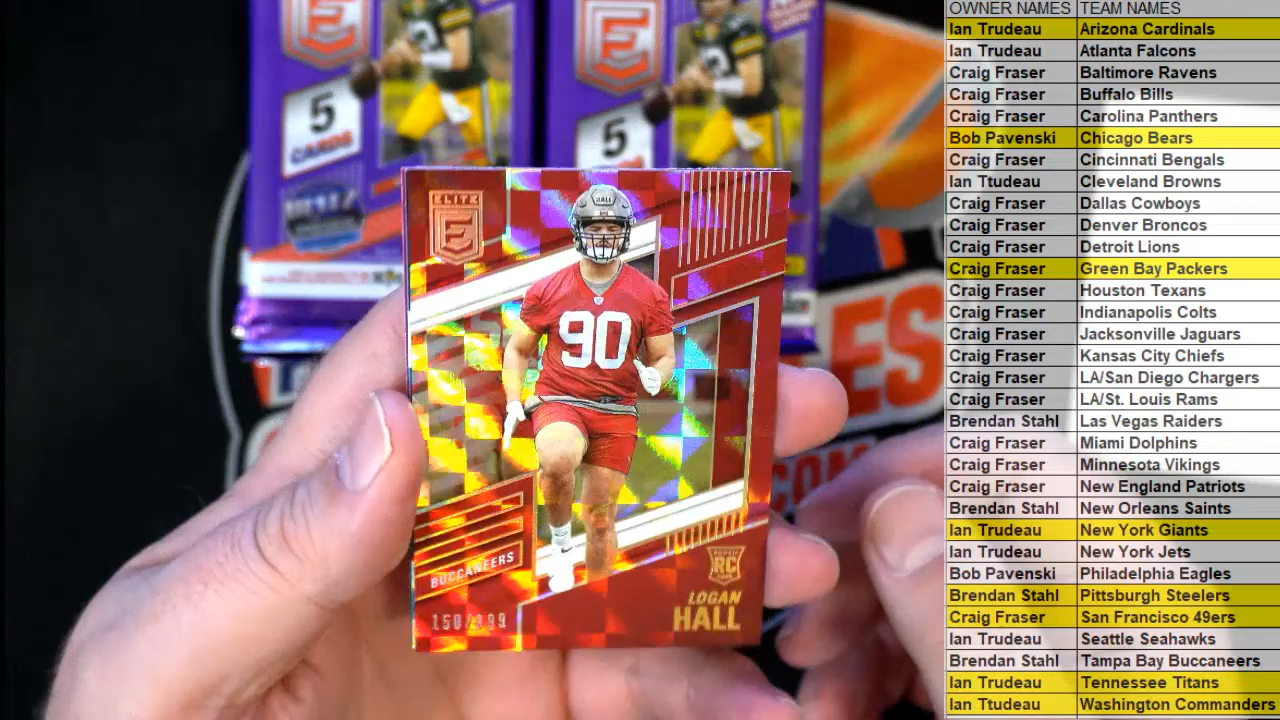 E
5
CARDS
E
5
ELITE
E
HALL
90
BUCCANEERS
150/399
RC
LOGAN
HALL
ES
COM
OWNER NAMES TEAM NAMES
Ian Trudeau Arizona Cardinals
Ian Trudeau Atlanta Falcons
Craig Fraser Baltimore Ravens
Craig Fraser Buffalo Bills
Craig Fraser Carolina Panthers
Bob Pavenski Chicago Bears
Craig Fraser Cincinnati Bengals
Ian Ttudeau Cleveland Browns
Craig Fraser Dallas Cowboys
Craig Fraser Denver Broncos
Craig Fraser Detroit Lions
Craig Fraser Green Bay Packers
Craig Fraser Houston Texans
Craig Fraser Indianapolis Colts
Craig Fraser Jacksonville Jaguars
Craig Fraser Kansas City Chiefs
Craig Fraser LA/San Diego Chargers
Craig Fraser LA/St. Louis Rams
Brendan Stahl Las Vegas Raiders
Craig Fraser Miami Dolphins
Craig Fraser Minnesota Vikings
Craig Fraser New England Patriots
Brendan Stahl New Orleans Saints
Ian Trudeau New York Giants
Ian Trudeau New York Jets
Bob Pavenski Philadelphia Eagles
Brendan Stahl Pittsburgh Steelers
Craig Fraser San Francisco 49ers
Ian Trudeau Seattle Seahawks
Brendan Stahl Tampa Bay Buccaneers
Ian Trudeau Tennessee Titans
Ian Ttudeau Washington Commanders